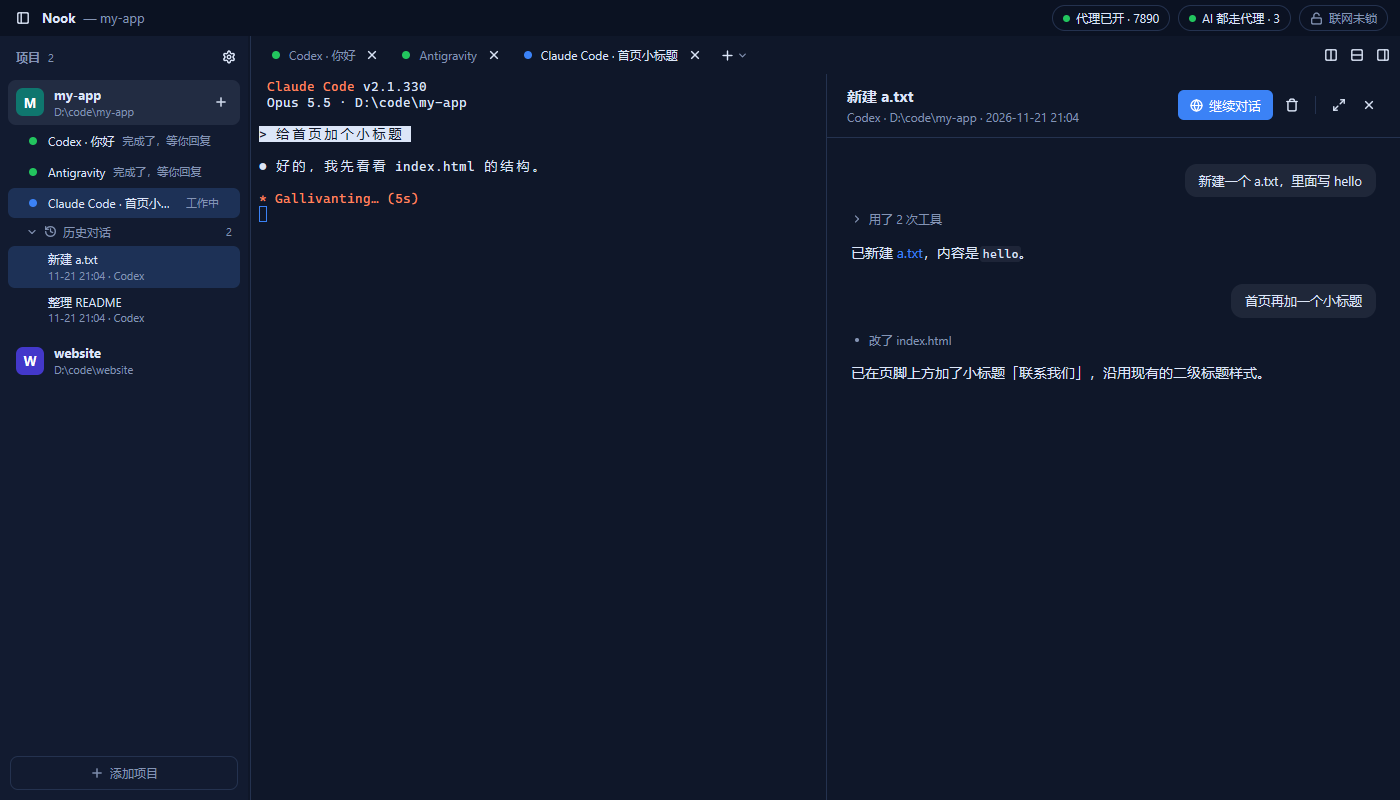 Nook — my-app
代理已开 · 7890
AI 都走代理 · 3
联网未锁
项目 2
M
my-app
D:\code\my-app
Codex · 你好 完成了，等你回复
Antigravity 完成了，等你回复
Claude Code · 首页小... 工作中
历史对话 2
新建 a.txt
11-21 21:04 · Codex
整理 README
11-21 21:04 · Codex
W
website
D:\code\website
添加项目
Codex · 你好
Antigravity
Claude Code · 首页小标题
Claude Code v2.1.330
Opus 5.5 · D:\code\my-app
> 给首页加个小标题
● 好的，我先看看 index.html 的结构。
* Gallivanting… (5s)
新建 a.txt
Codex · D:\code\my-app · 2026-11-21 21:04
继续对话
新建一个 a.txt，里面写 hello
用了 2 次工具
已新建 a.txt，内容是 hello。
首页再加一个小标题
• 改了 index.html
已在页脚上方加了小标题「联系我们」，沿用现有的二级标题样式。